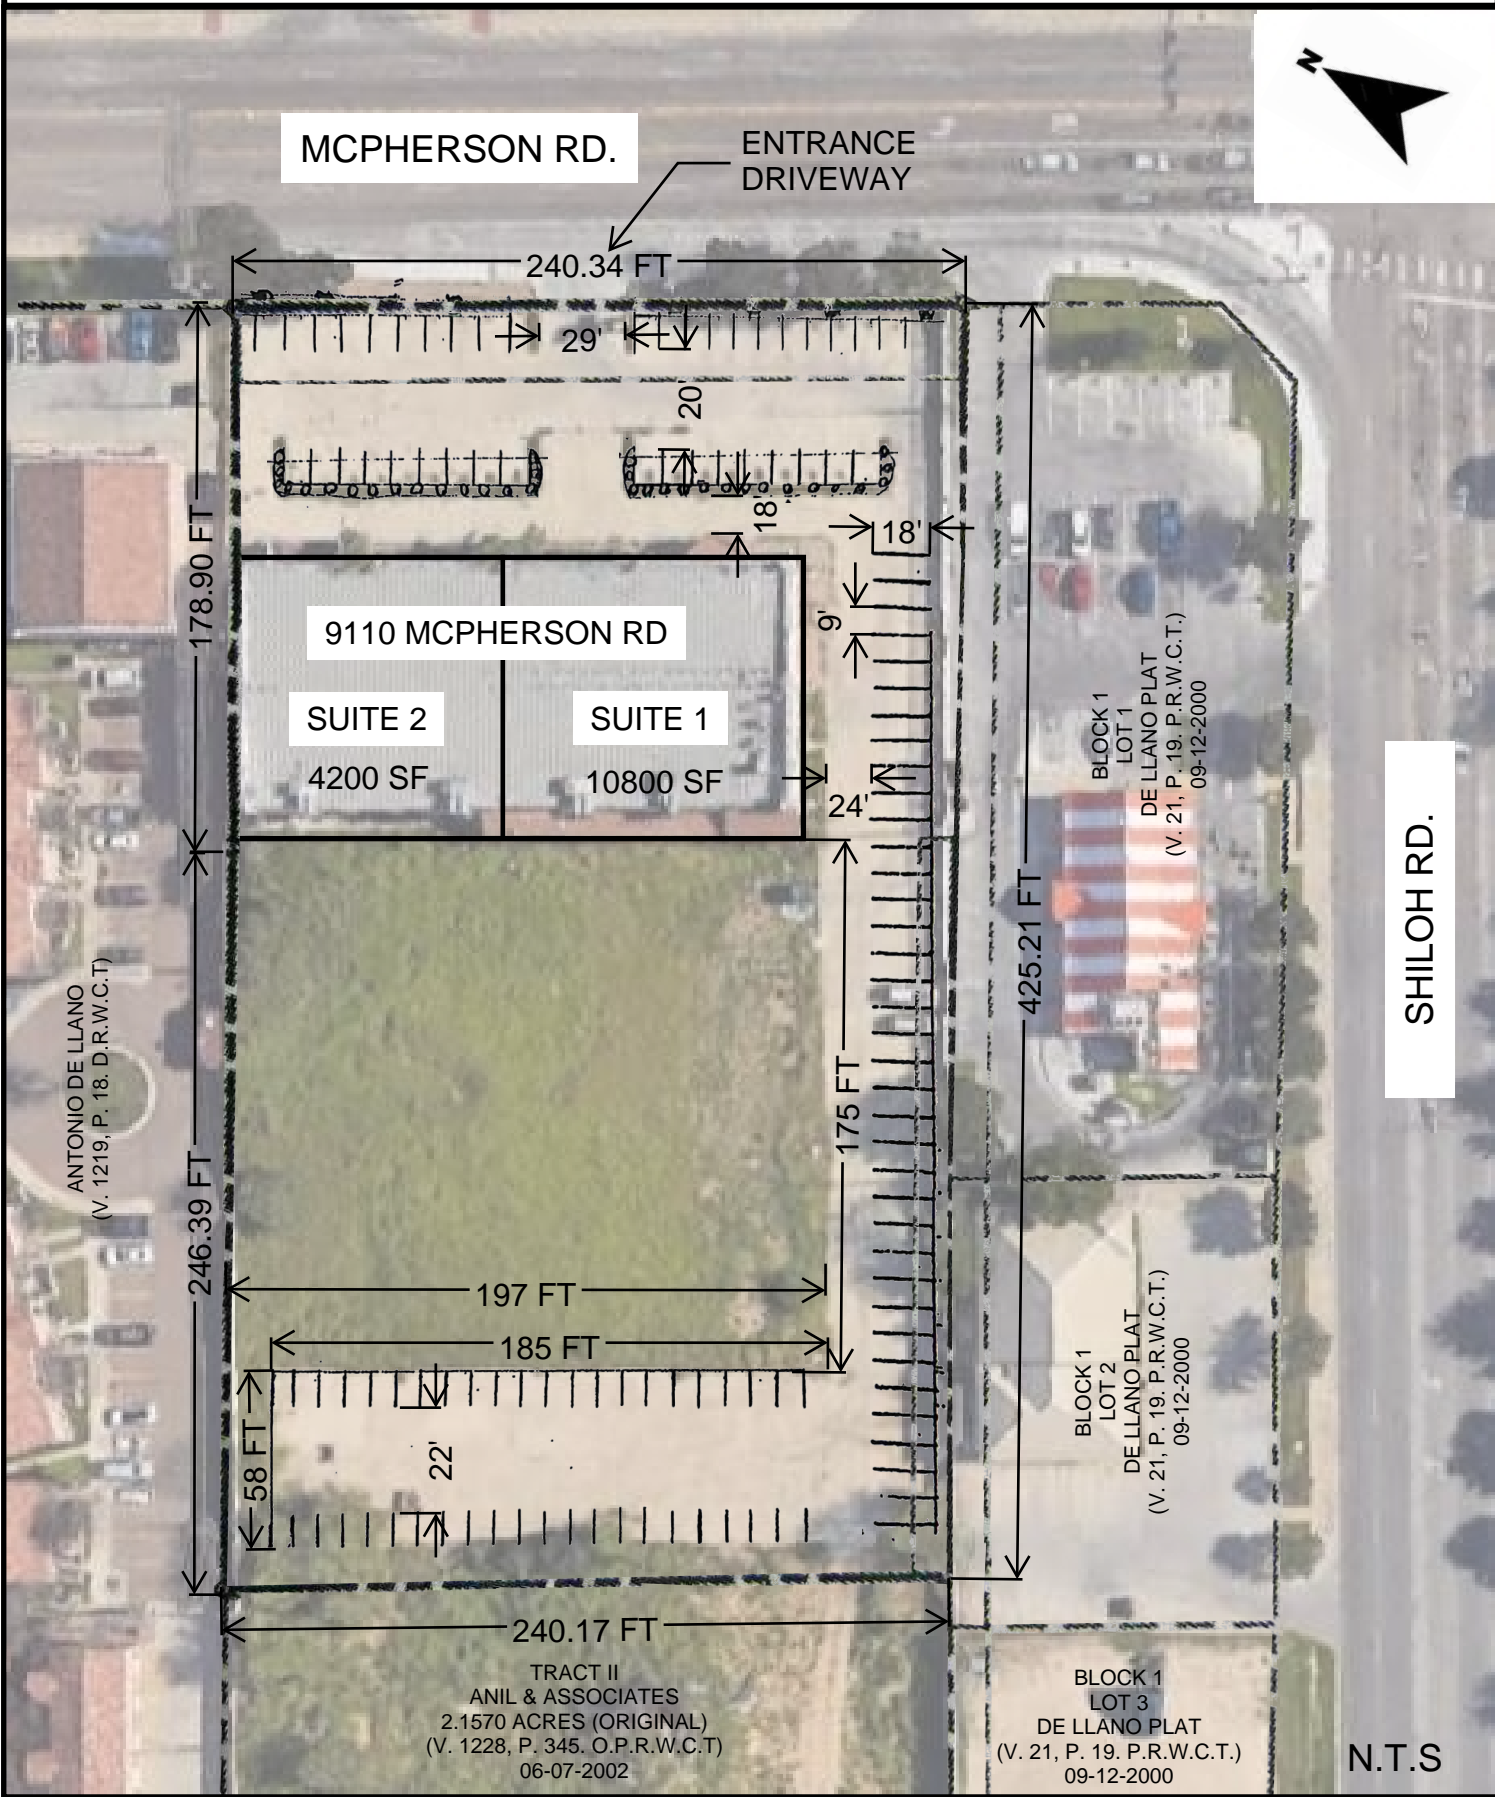 N
MCPHERSON RD.
ENTRANCE
DRIVEWAY
240.34 FT
29'
20'
18'
18'
178.90 FT
9110 MCPHERSON RD
9'
SUITE 2
4200 SF
SUITE 1
10800 SF
24'
BLOCK 1
LOT 1
DE LLANO PLAT
(V. 21, P. 19. P.R.W.C.T.)
09-12-2000
SHILOH RD.
425.21 FT
ANTONIO DE LLANO
(V. 1219, P. 18. D.R.W.C.T)
175 FT
246.39 FT
197 FT
185 FT
58 FT
22'
BLOCK 1
LOT 2
DE LLANO PLAT
(V. 21, P. 19. P.R.W.C.T.)
09-12-2000
240.17 FT
TRACT II
ANIL & ASSOCIATES
2.1570 ACRES (ORIGINAL)
(V. 1228, P. 345. O.P.R.W.C.T)
06-07-2002
BLOCK 1
LOT 3
DE LLANO PLAT
(V. 21, P. 19. P.R.W.C.T.)
09-12-2000
N.T.S